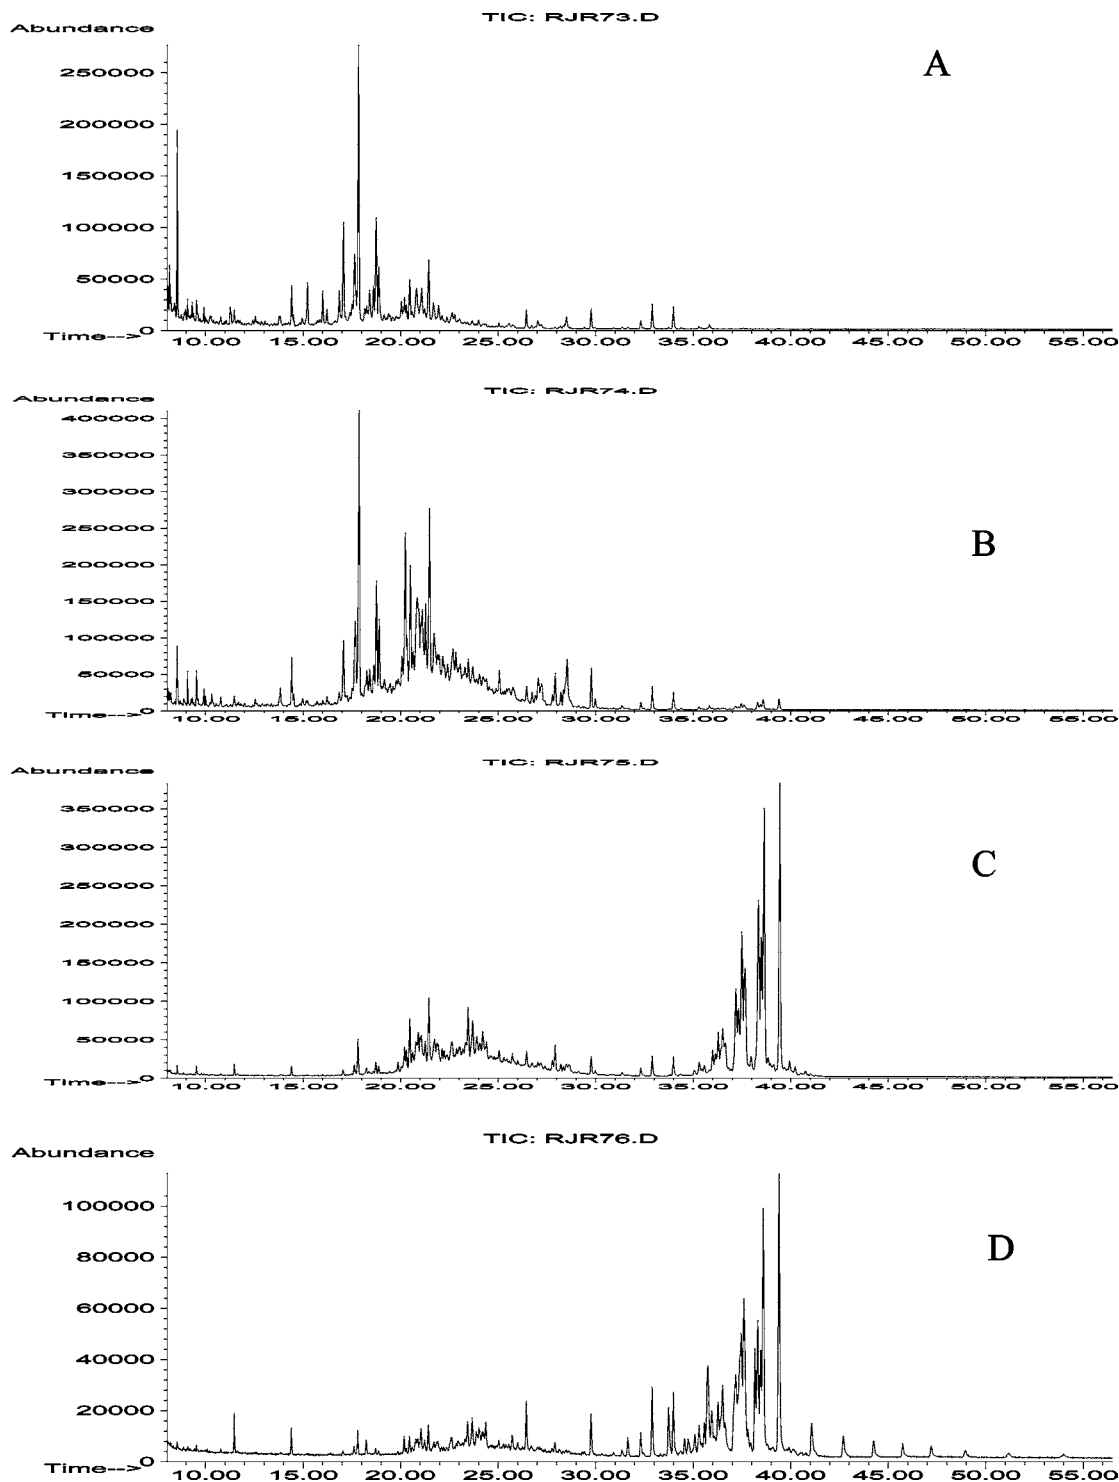 TIC: RJR73.D
Abundance
A
250000
200000
150000
100000
50000
0
Time--> 10.00 15.00 20.00 25.00 30.00 35.00 40.00 45.00 50.00 55.00
TIC: RJR74.D
Abundance
400000
350000
300000
250000
B
200000
150000
100000
50000
0
Time--> 10.00 15.00 20.00 25.00 30.00 35.00 40.00 45.00 50.00 55.00
TIC: RJR75.D
Abundance
350000
300000
C
250000
200000
150000
100000
50000
0
Time--> 10.00 15.00 20.00 25.00 30.00 35.00 40.00 45.00 50.00 55.00
TIC: RJR76.D
Abundance
100000
D
80000
60000
40000
20000
0
Time--> 10.00 15.00 20.00 25.00 30.00 35.00 40.00 45.00 50.00 55.00